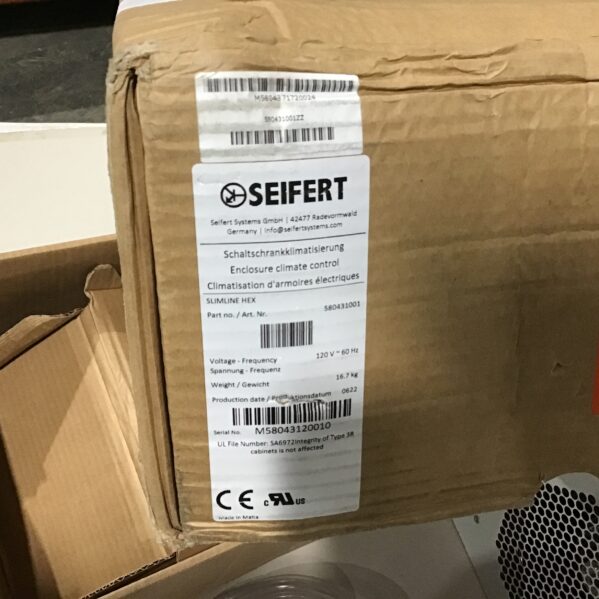 M5804371720014
580431001ZZ
SEIFERT
Seifert Systems GmbH | 42477 Radevormwald
Germany | info@seifertsystems.com
Schaltschrankklimatisierung
Enclosure climate control
Climatisation d'armoires électriques
SLIMLINE HEX
Part no./ Art. Nr. 580431001
Voltage - Frequency 120 V ~ 60 Hz
Spannung - Frequenz
Weight / Gewicht 16.7 kg
Production date / Produktionsdatum 0622
Serial No. M58043120010
UL File Number: SA6972Integrity of Type 3R
cabinets is not affected
CE c RU US
Made in Malta